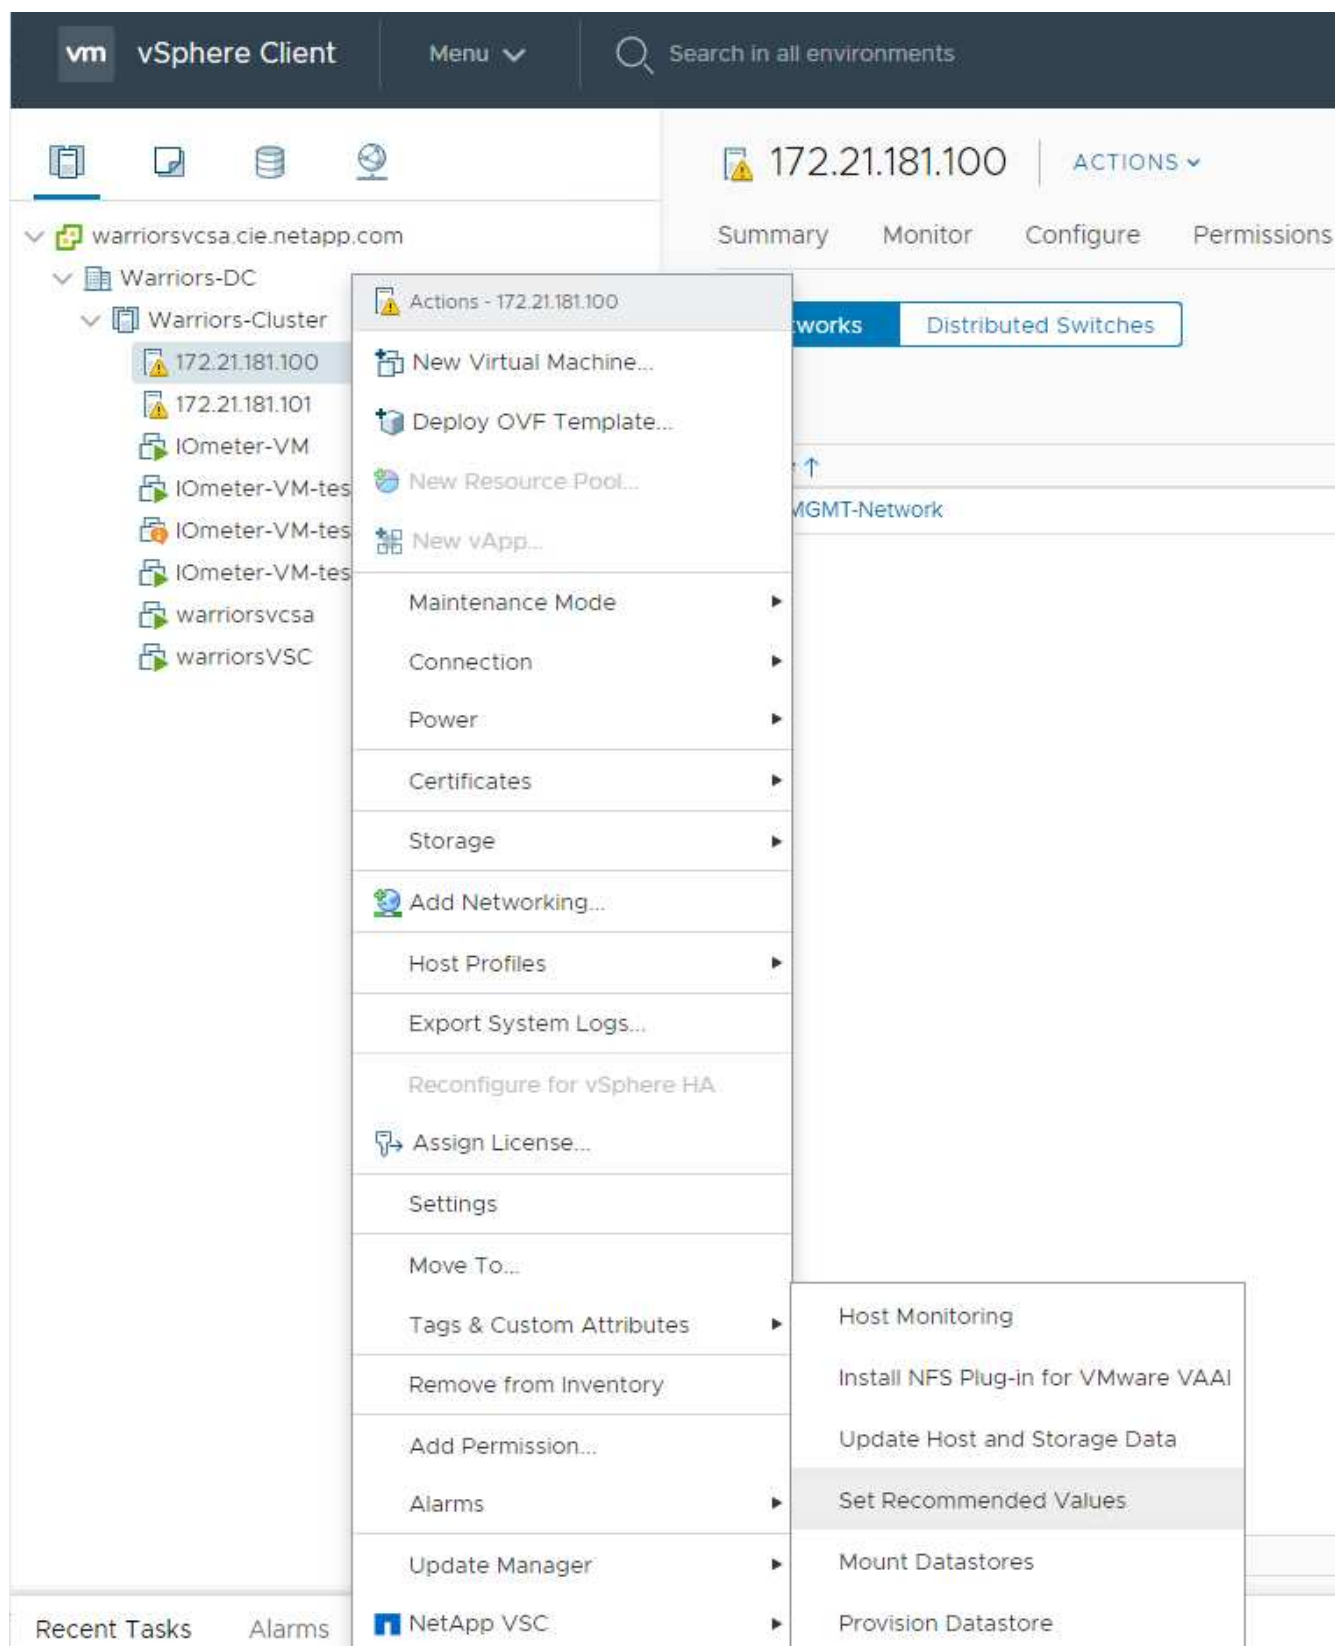 vm vSphere Client Menu Search in all environments
172.21.181.100 ACTIONS
Summary Monitor Configure Permissions
warriorsvcsa.cie.netapp.com
Warriors-DC
Warriors-Cluster
172.21.181.100
172.21.181.101
IOmeter-VM
IOmeter-VM-tes
IOmeter-VM-tes
IOmeter-VM-tes
warriorsvcsa
warriorsVSC
Actions - 172.21.181.100
New Virtual Machine...
Deploy OVF Template...
New Resource Pool...
New vApp...
Maintenance Mode
Connection
Power
Certificates
Storage
Add Networking...
Host Profiles
Export System Logs...
Reconfigure for vSphere HA
Assign License...
Settings
Move To...
Tags & Custom Attributes
Remove from Inventory
Add Permission...
Alarms
Update Manager
NetApp VSC
works Distributed Switches
MGMT-Network
Host Monitoring
Install NFS Plug-in for VMware VAAI
Update Host and Storage Data
Set Recommended Values
Mount Datastores
Provision Datastore
Recent Tasks Alarms